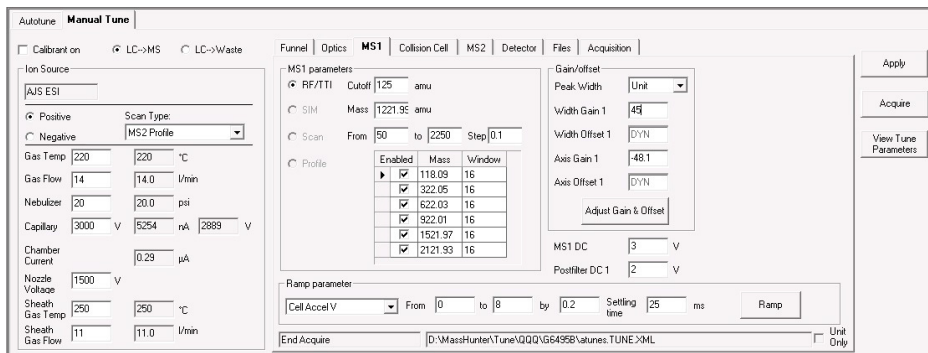 Autotune Manual Tune
Calibrant on LC-->MS LC-->Waste
Ion Source
AJS ESI
Positive
Negative
Scan Type:
MS2 Profile
Gas Temp 220 220 °C
Gas Flow 14 14.0 l/min
Nebulizer 20 20.0 psi
Capillary 3000 V 5254 nA 2889 V
Chamber Current 0.29 µA
Nozzle Voltage 1500 V
Sheath Gas Temp 250 250 °C
Sheath Gas Flow 11 11.0 l/min
Funnel Optics MS1 Collision Cell MS2 Detector Files Acquisition
MS1 parameters
RF/TTI Cutoff 125 amu
SIM Mass 1221.99 amu
Scan From 50 to 2250 Step 0.1
Profile
Enabled Mass Window
118.09 16
322.05 16
622.03 16
922.01 16
1521.97 16
2121.93 16
Gain/offset
Peak Width Unit
Width Gain 1 45
Width Offset 1 DYN
Axis Gain 1 -48.1
Axis Offset 1 DYN
Adjust Gain & Offset
MS1 DC 3 V
Postfilter DC 1 2 V
Ramp parameter
Cell Accel V From 0 to 8 by 0.2 Settling time 25 ms Ramp
End Acquire D:\MassHunter\Tune\QQQ\G6495B\atunes.TUNE.XML Unit Only
Apply
Acquire
View Tune Parameters